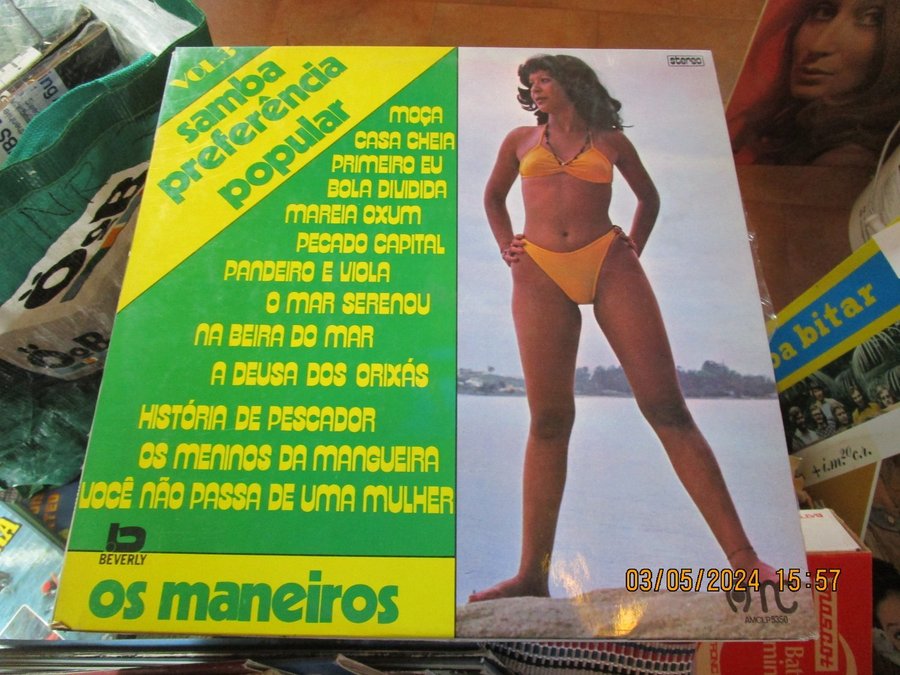 VOL.3
samba
preferência
popular
stereo
MOÇA
CASA CHEIA
PRIMEIRO EU
BOLA DIVIDIDA
MAREIA OXUM
PECADO CAPITAL
PANDEIRO E VIOLA
O MAR SERENOU
NA BEIRA DO MAR
A DEUSA DOS ORIXÁS
HISTÓRIA DE PESCADOR
OS MENINOS DA MANGUEIRA
VOCÊ NÃO PASSA DE UMA MULHER
BEVERLY
os maneiros
AMCLP5350
03/05/2024 15:57
bitar